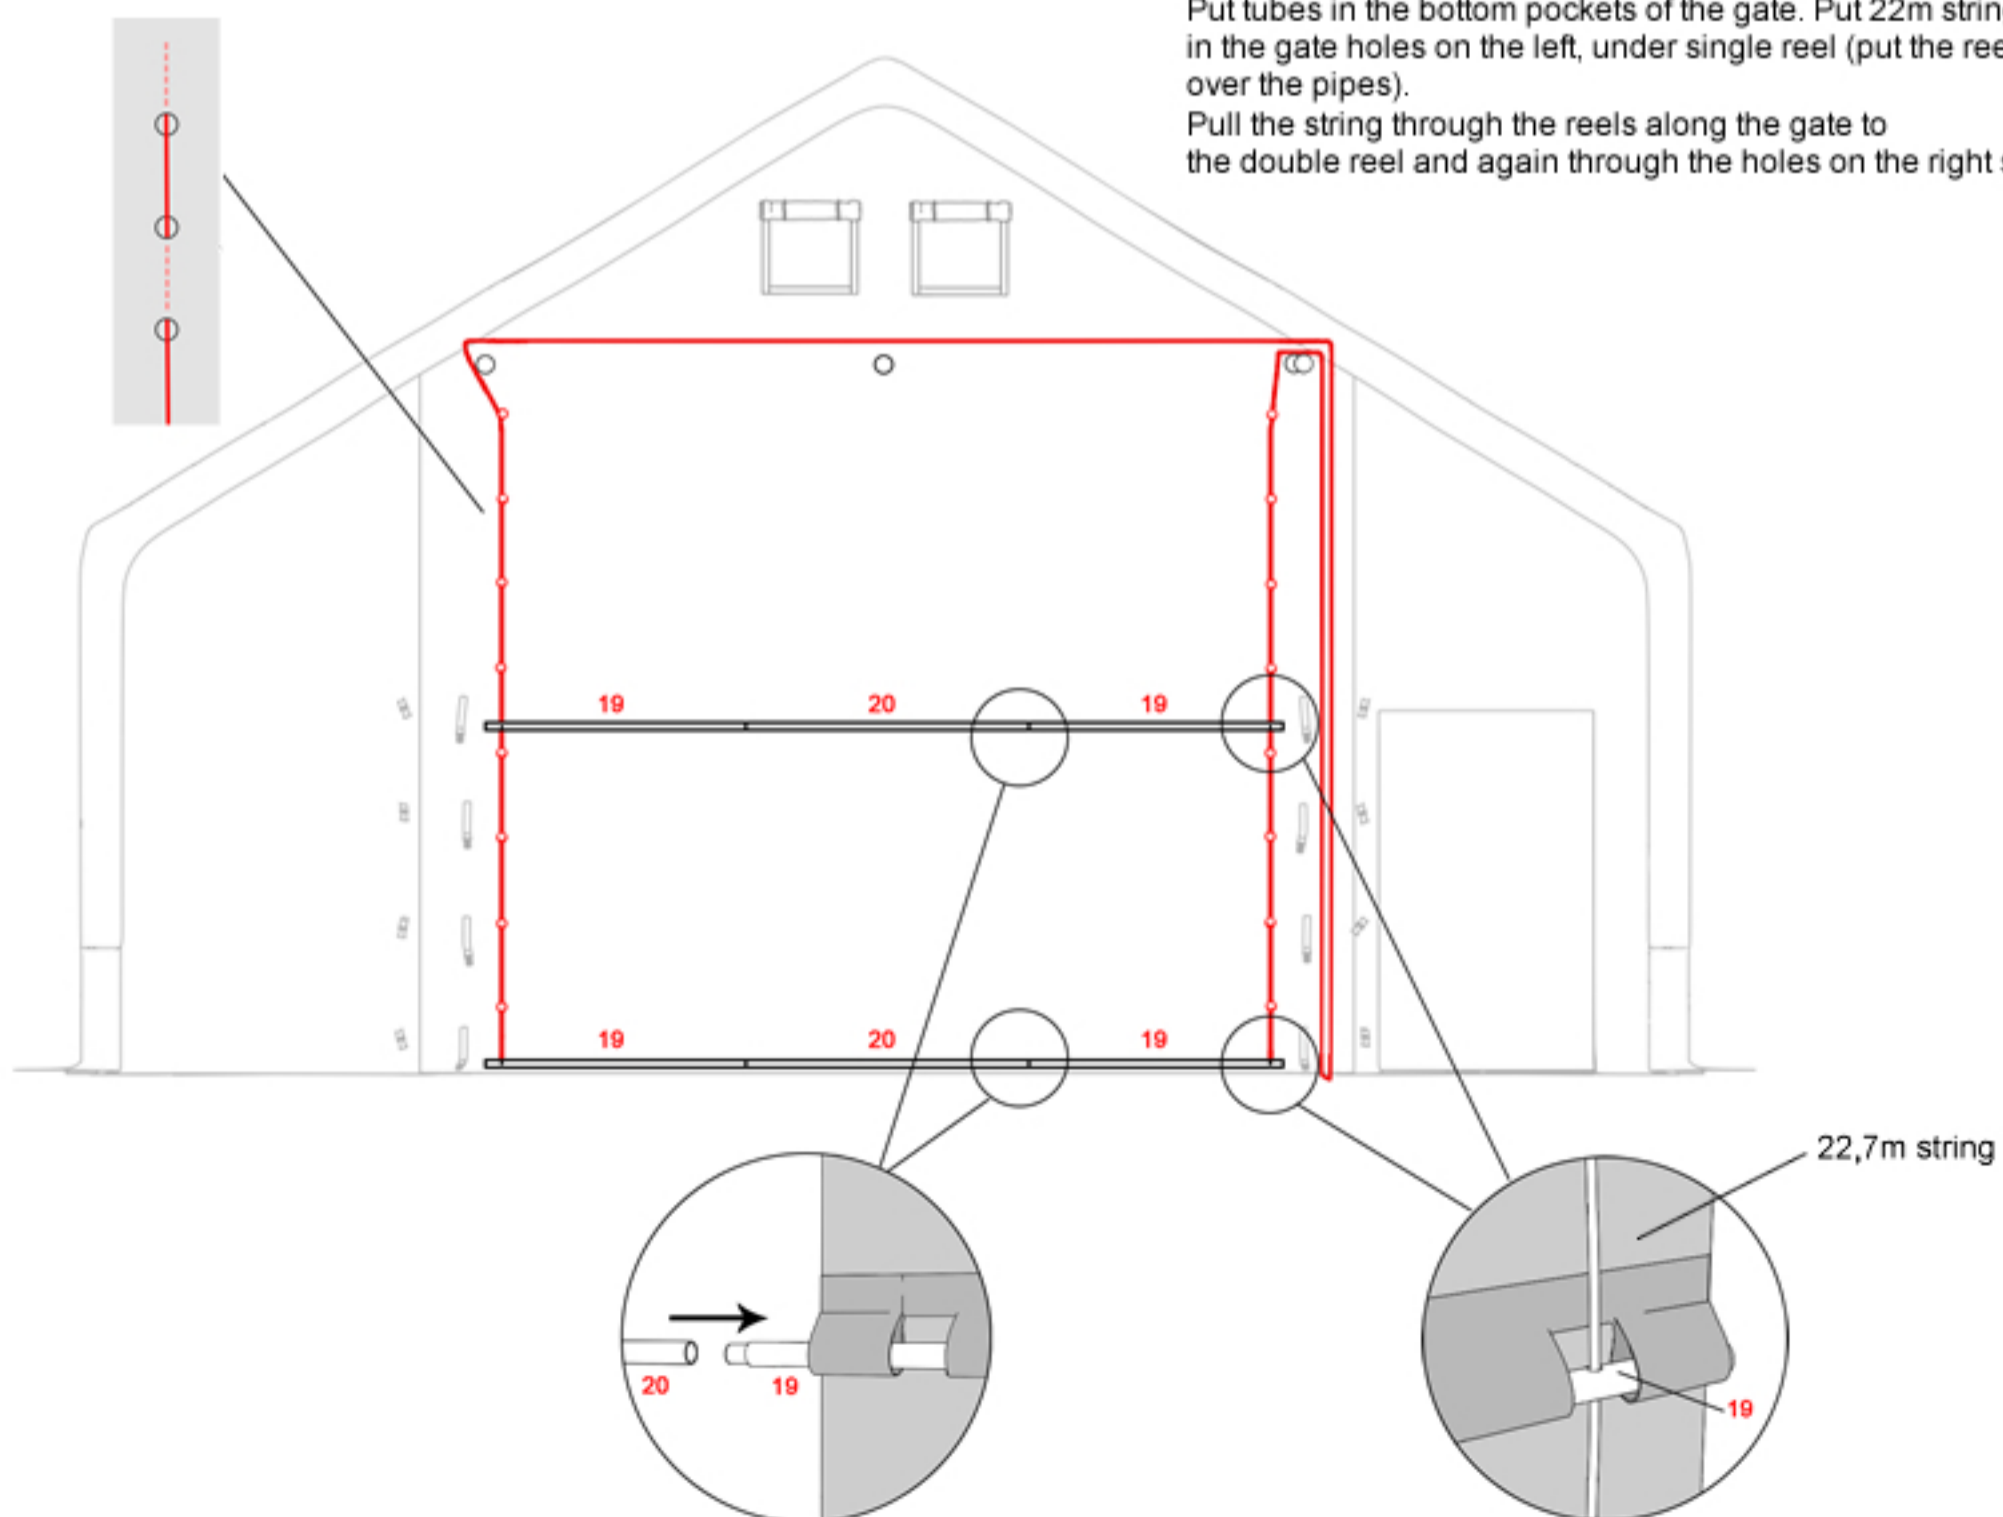 Put tubes in the bottom pockets of the gate. Put 22m
in the gate holes on the left, under single reel (put the
over the pipes).
Pull the string through the reels along the gate to
the double reel and again through the holes on the right
19 20 19
19 20 19
22,7m string
20 19
19